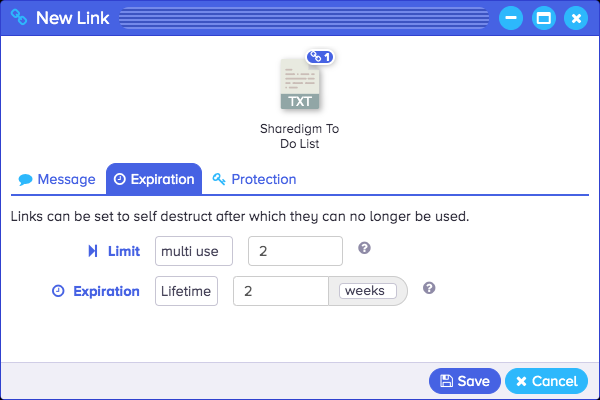 New Link
1
TXT
Sharedigm To
Do List
Message Expiration Protection
Links can be set to self destruct after which they can no longer be used.
Limit multi use 2 ?
Expiration Lifetime 2 weeks ?
Save Cancel